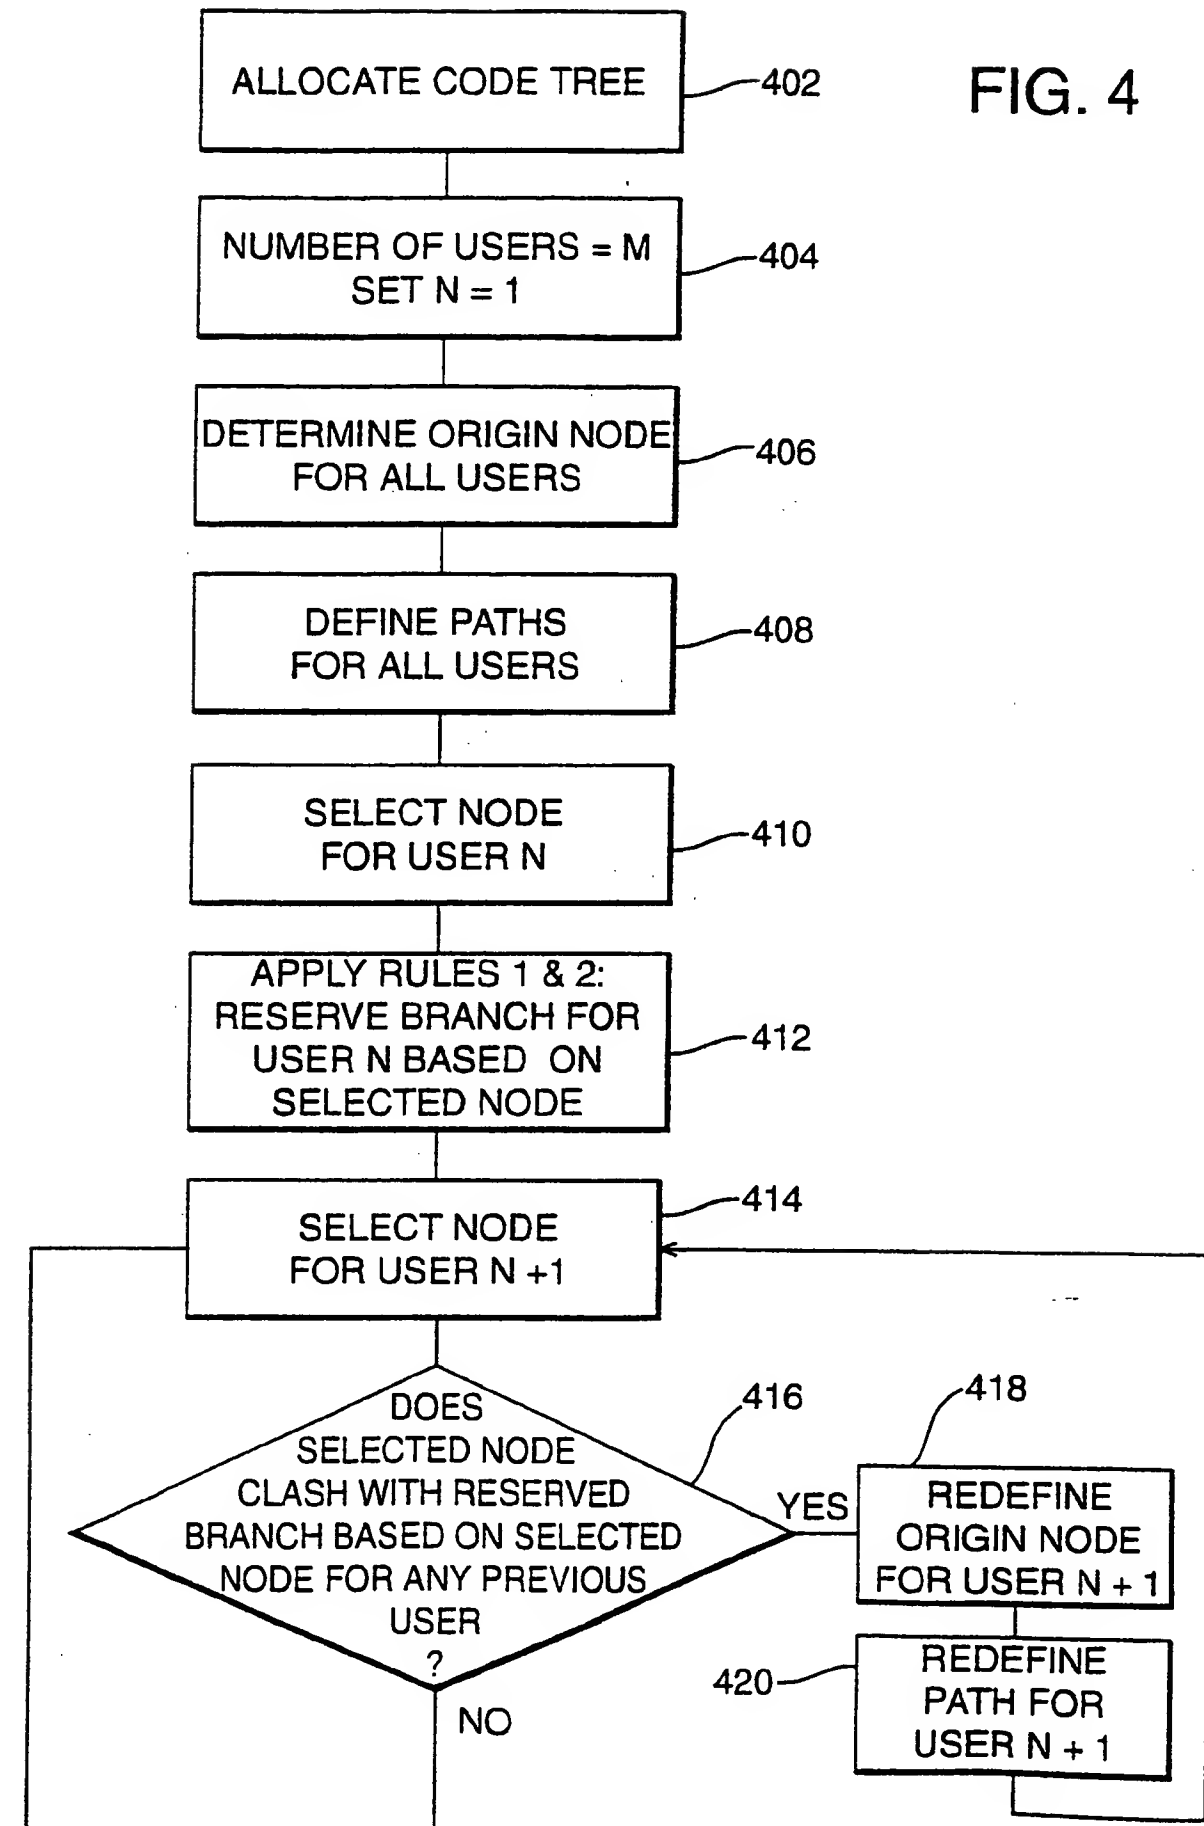 FIG. 4
ALLOCATE CODE TREE
402
NUMBER OF USERS = M
SET N = 1
404
DETERMINE ORIGIN NODE
FOR ALL USERS
406
DEFINE PATHS
FOR ALL USERS
408
SELECT NODE
FOR USER N
410
APPLY RULES 1 & 2:
RESERVE BRANCH FOR
USER N BASED ON
SELECTED NODE
412
SELECT NODE
FOR USER N +1
414
DOES
SELECTED NODE
CLASH WITH RESERVED
BRANCH BASED ON SELECTED
NODE FOR ANY PREVIOUS
USER
?
416
YES
NO
REDEFINE
ORIGIN NODE
FOR USER N + 1
418
REDEFINE
PATH FOR
USER N + 1
420